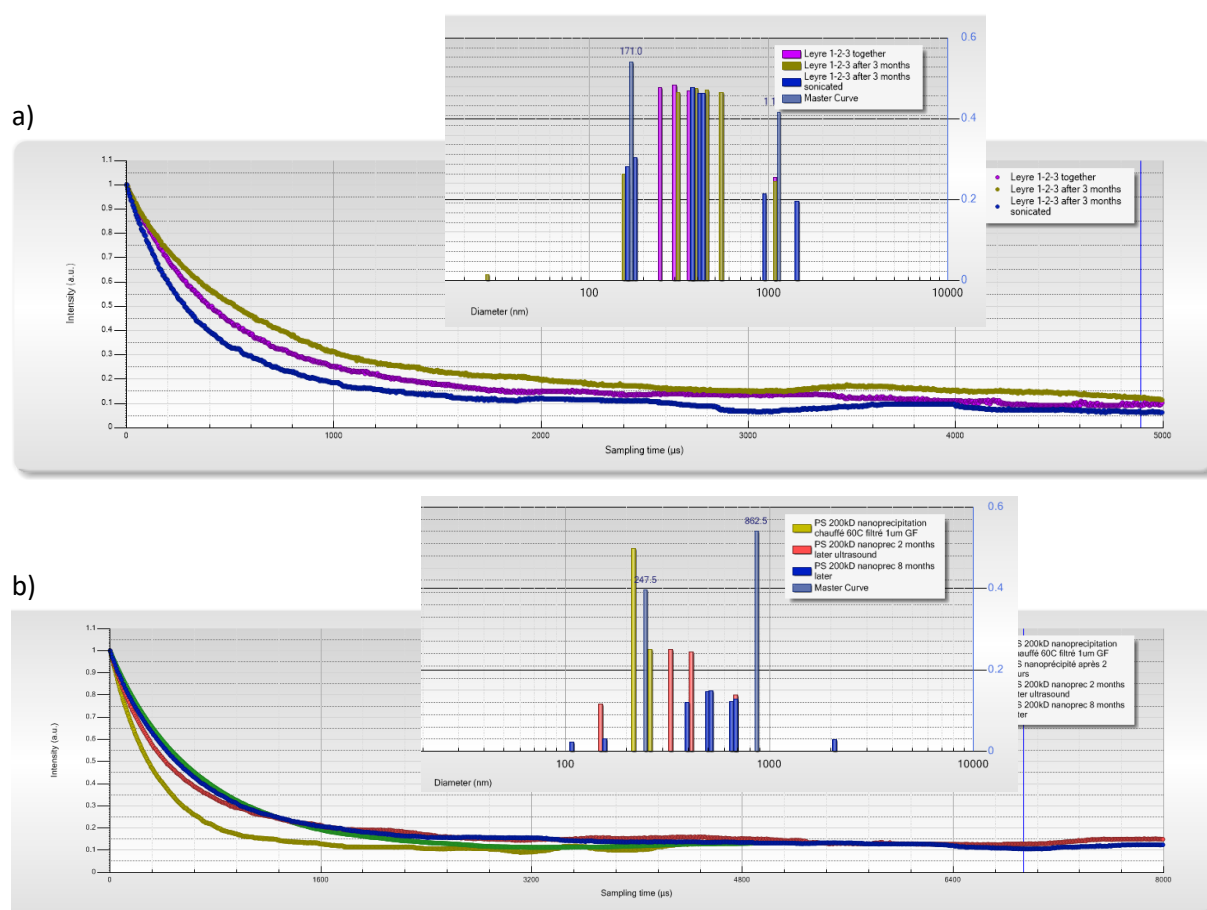 0.6
171.0
Leyre 1-2-3 together
Leyre 1-2-3 after 3 months
Leyre 1-2-3 after 3 months
sonicated
Master Curve
1 1
0.4
0.2
0
100
1000
10000
Diameter (nm)
a)
1.1
1
0.9
0.8
0.7
0.6
0.5
0.4
0.3
0.2
0.1
0
Intensity (a.u.)
Leyre 1-2-3 together
Leyre 1-2-3 after 3 months
Leyre 1-2-3 after 3 months
sonicated
0
1000
2000
3000
4000
5000
Sampling time (µs)
0.6
862.5
PS 200kD nanoprecipitation
chauffé 60C filtré 1um GF
PS 200kD nanoprec 2 months
later ultrasound
PS 200kD nanoprec 8 months
later
Master Curve
247.5
0.4
0.2
0
100
1000
10000
Diameter (nm)
b)
1.1
1
0.9
0.8
0.7
0.6
0.5
0.4
0.3
0.2
0.1
0
Intensity (a.u.)
200kD nanoprecipitation
chauffé 60C filtré 1um GF
nanoprécipité après 2
200kD nanoprec 2 months
ultrasound
200kD nanoprec 8 months
0
1600
3200
4800
6400
8000
Sampling time (µs)